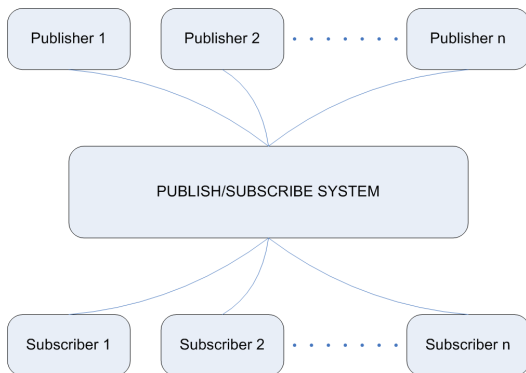 Publisher 1
Publisher 2
Publisher n
PUBLISH/SUBSCRIBE SYSTEM
Subscriber 1
Subscriber 2
Subscriber n